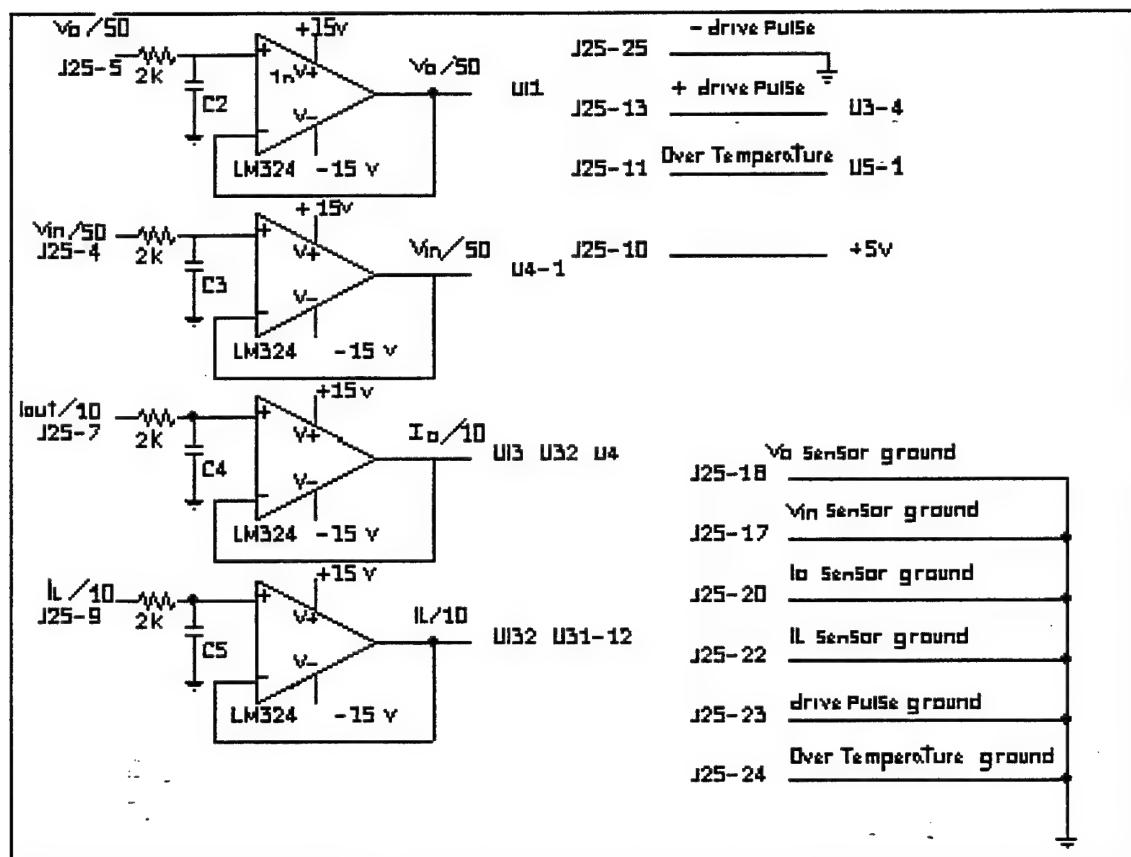 Vo/50
J25-5
2K
C2
+15v
+
1n
V+
V-
-
LM324
-15 v
Vo/50
U11
Vin/50
J25-4
2K
C3
+15v
+
V+
V-
-
LM324
-15 v
Vin/50
U4-1
Iout/10
J25-7
2K
C4
+15v
+
V+
V-
-
LM324
-15 v
Io/10
U13 U32 U4
IL/10
J25-9
2K
C5
+15v
+
V+
V-
-
LM324
-15 v
IL/10
U132 U31-12
J25-25
- drive Pulse
J25-13
+ drive Pulse
U3-4
J25-11
Over Temperature
U5-1
J25-10
+5v
Vo Sensor ground
J25-18
Vin Sensor ground
J25-17
Io Sensor ground
J25-20
IL Sensor ground
J25-22
drive Pulse ground
J25-23
Over Temperature ground
J25-24